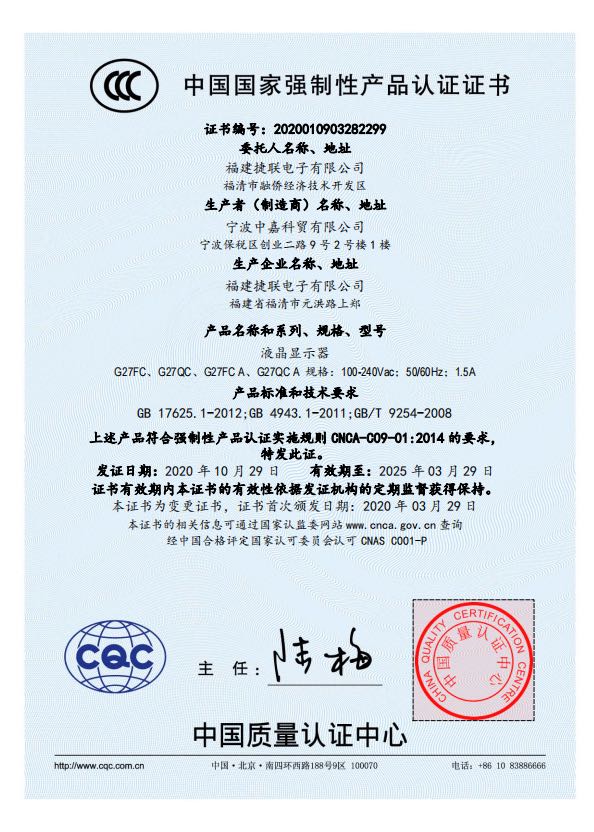 中国国家强制性产品认证证书
证书编号：2020010903282299
委托人名称、地址
福建捷联电子有限公司
福清市融侨经济技术开发区
生产者（制造商）名称、地址
宁波中嘉科贸有限公司
宁波保税区创业二路9号2号楼1楼
生产企业名称、地址
福建捷联电子有限公司
福建省福清市元洪路上郑
产品名称和系列、规格、型号
液晶显示器
G27FC、G27QC、G27FC A、G27QC A 规格：100-240Vac；50/60Hz；1.5A
产品标准和技术要求
GB 17625.1-2012;GB 4943.1-2011;GB/T 9254-2008
上述产品符合强制性产品认证实施规则 CNCA-C09-01:2014 的要求，
特发此证。
发证日期：2020 年 10 月 29 日 有效期至：2025 年 03 月 29 日
证书有效期内本证书的有效性依据发证机构的定期监督获得保持。
本证书为变更证书，证书首次颁发日期：2020 年 03 月 29 日
本证书的相关信息可通过国家认监委网站 www.cnca.gov.cn 查询
经中国合格评定国家认可委员会认可 CNAS C001-P
CQC
主 任：陆梅
CHINA QUALITY CERTIFICATION CENTRE
中国质量认证中心
中国质量认证中心
http://www.cqc.com.cn 中国·北京·南四环西路188号9区 100070 电话：+86 10 83886666